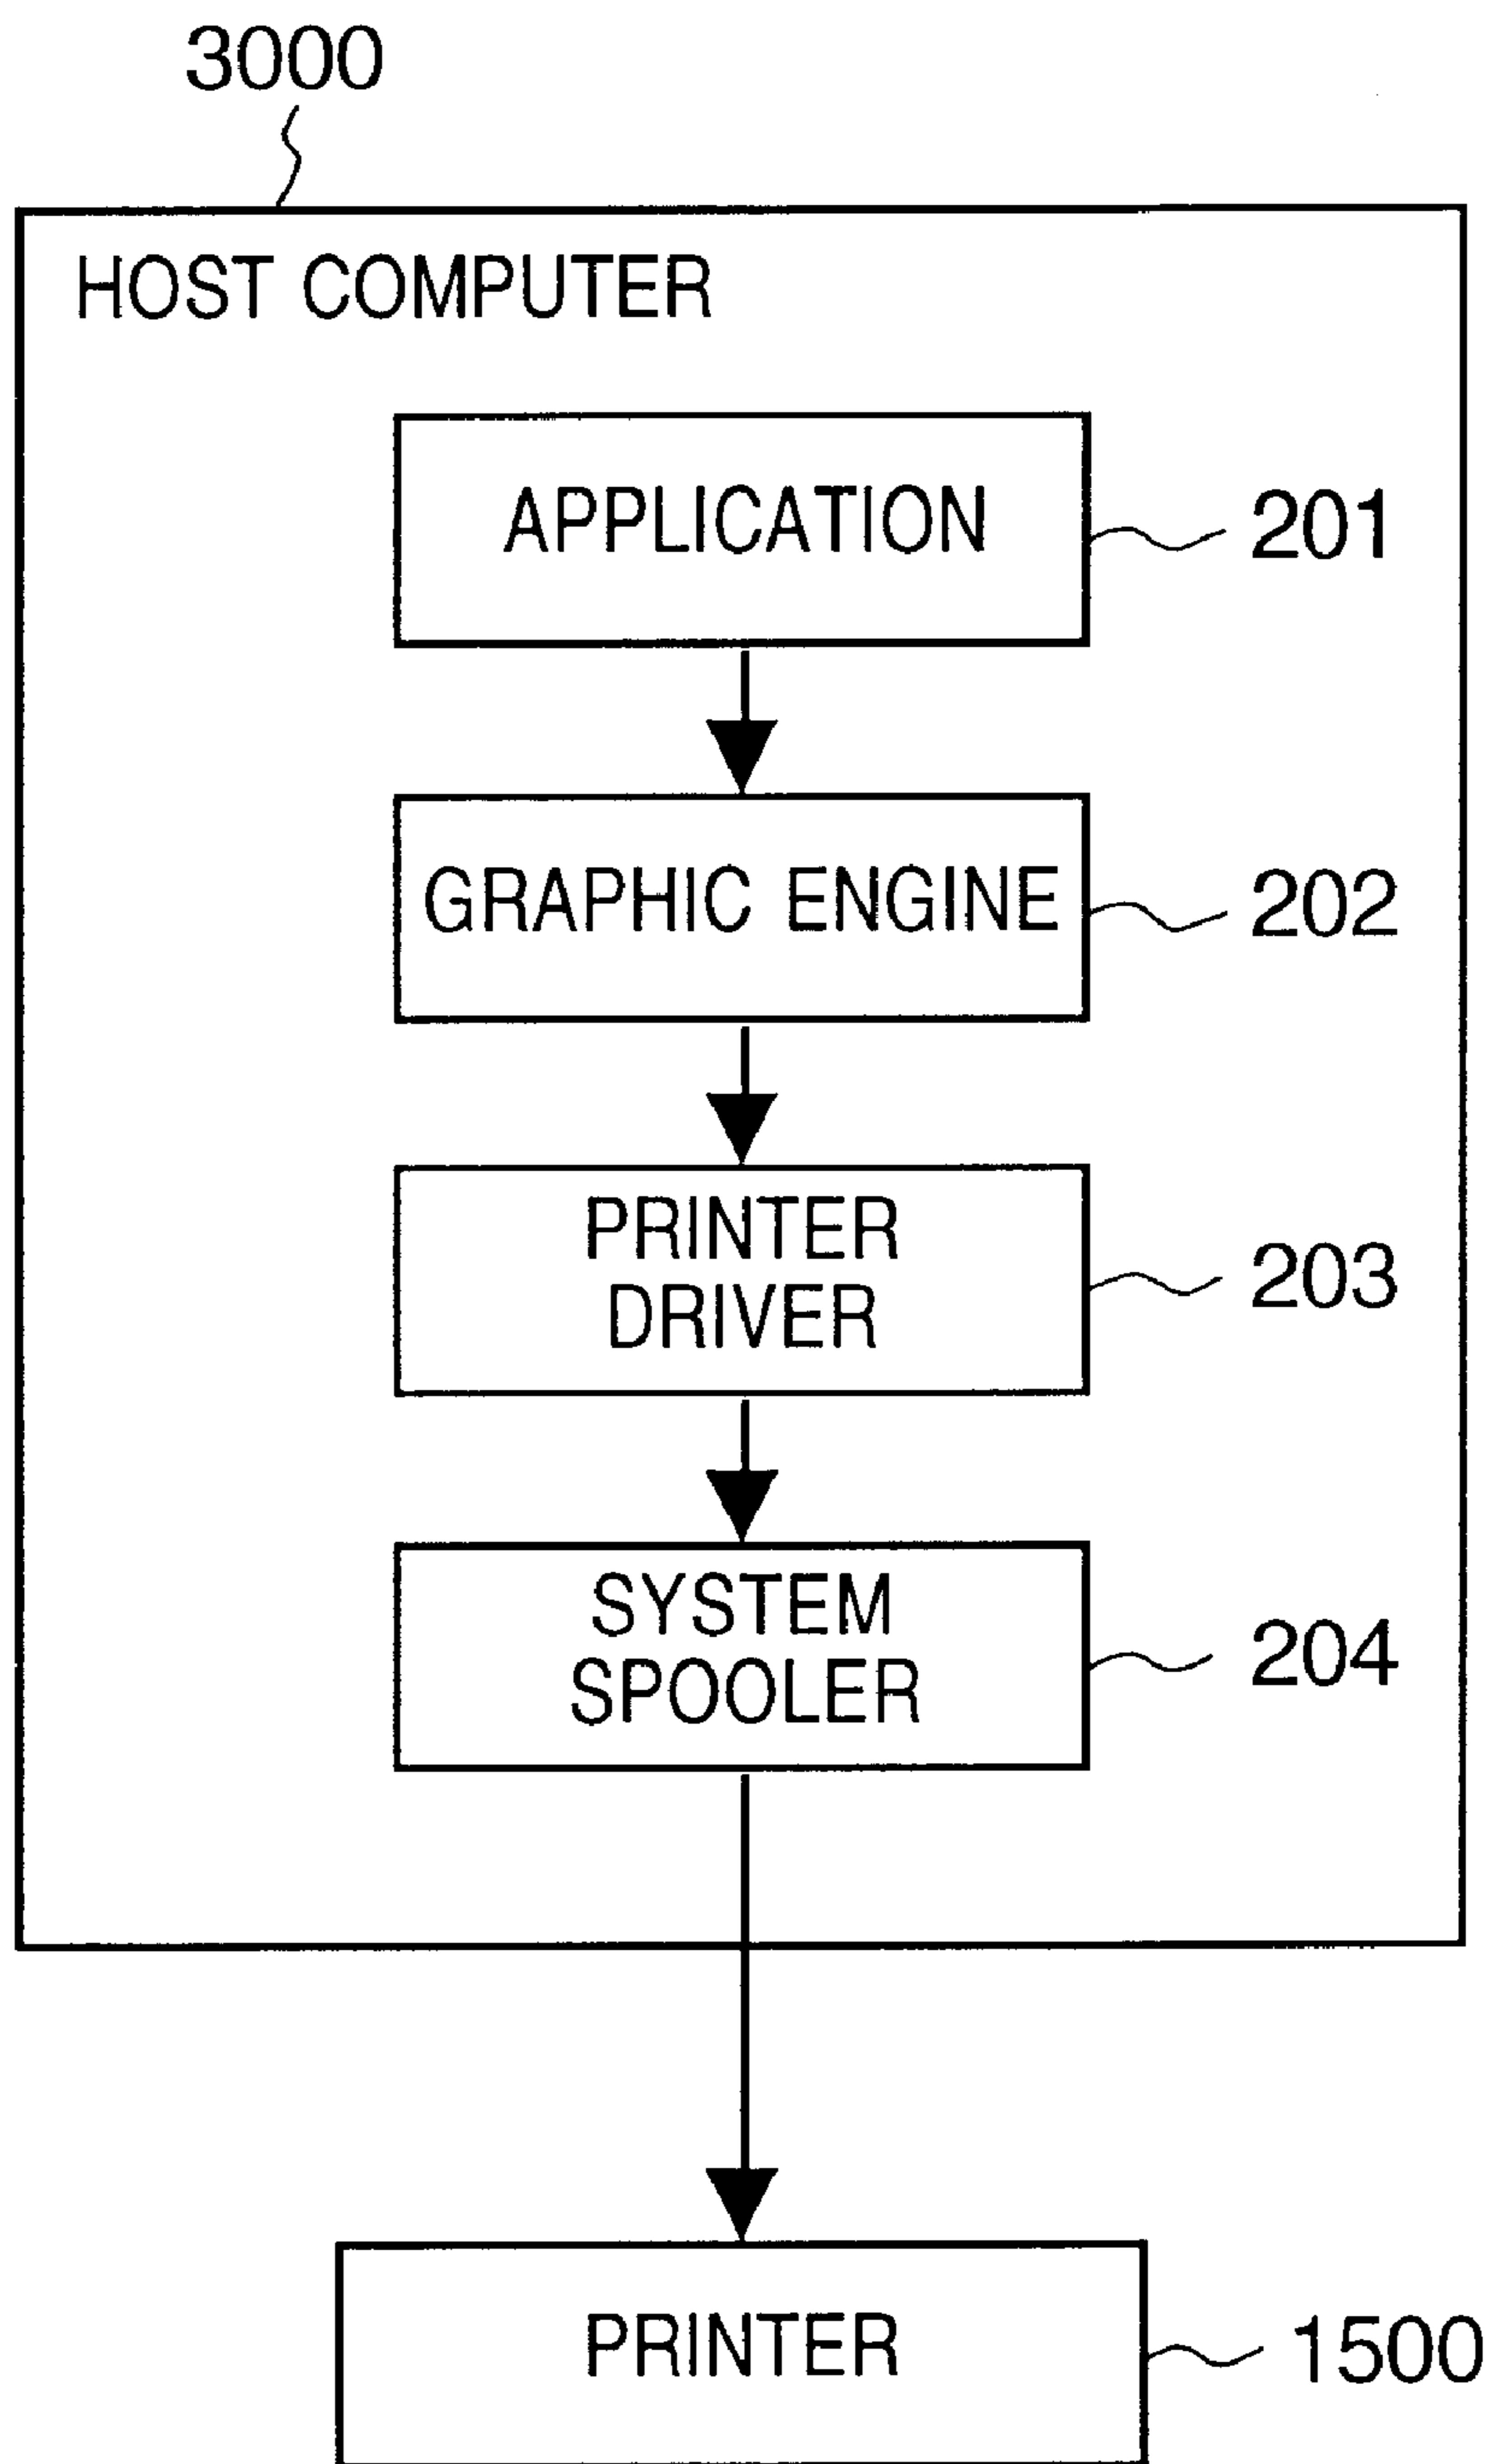 3000
HOST COMPUTER
APPLICATION
201
GRAPHIC ENGINE
202
PRINTER
DRIVER
203
SYSTEM
SPOOLER
204
PRINTER
1500